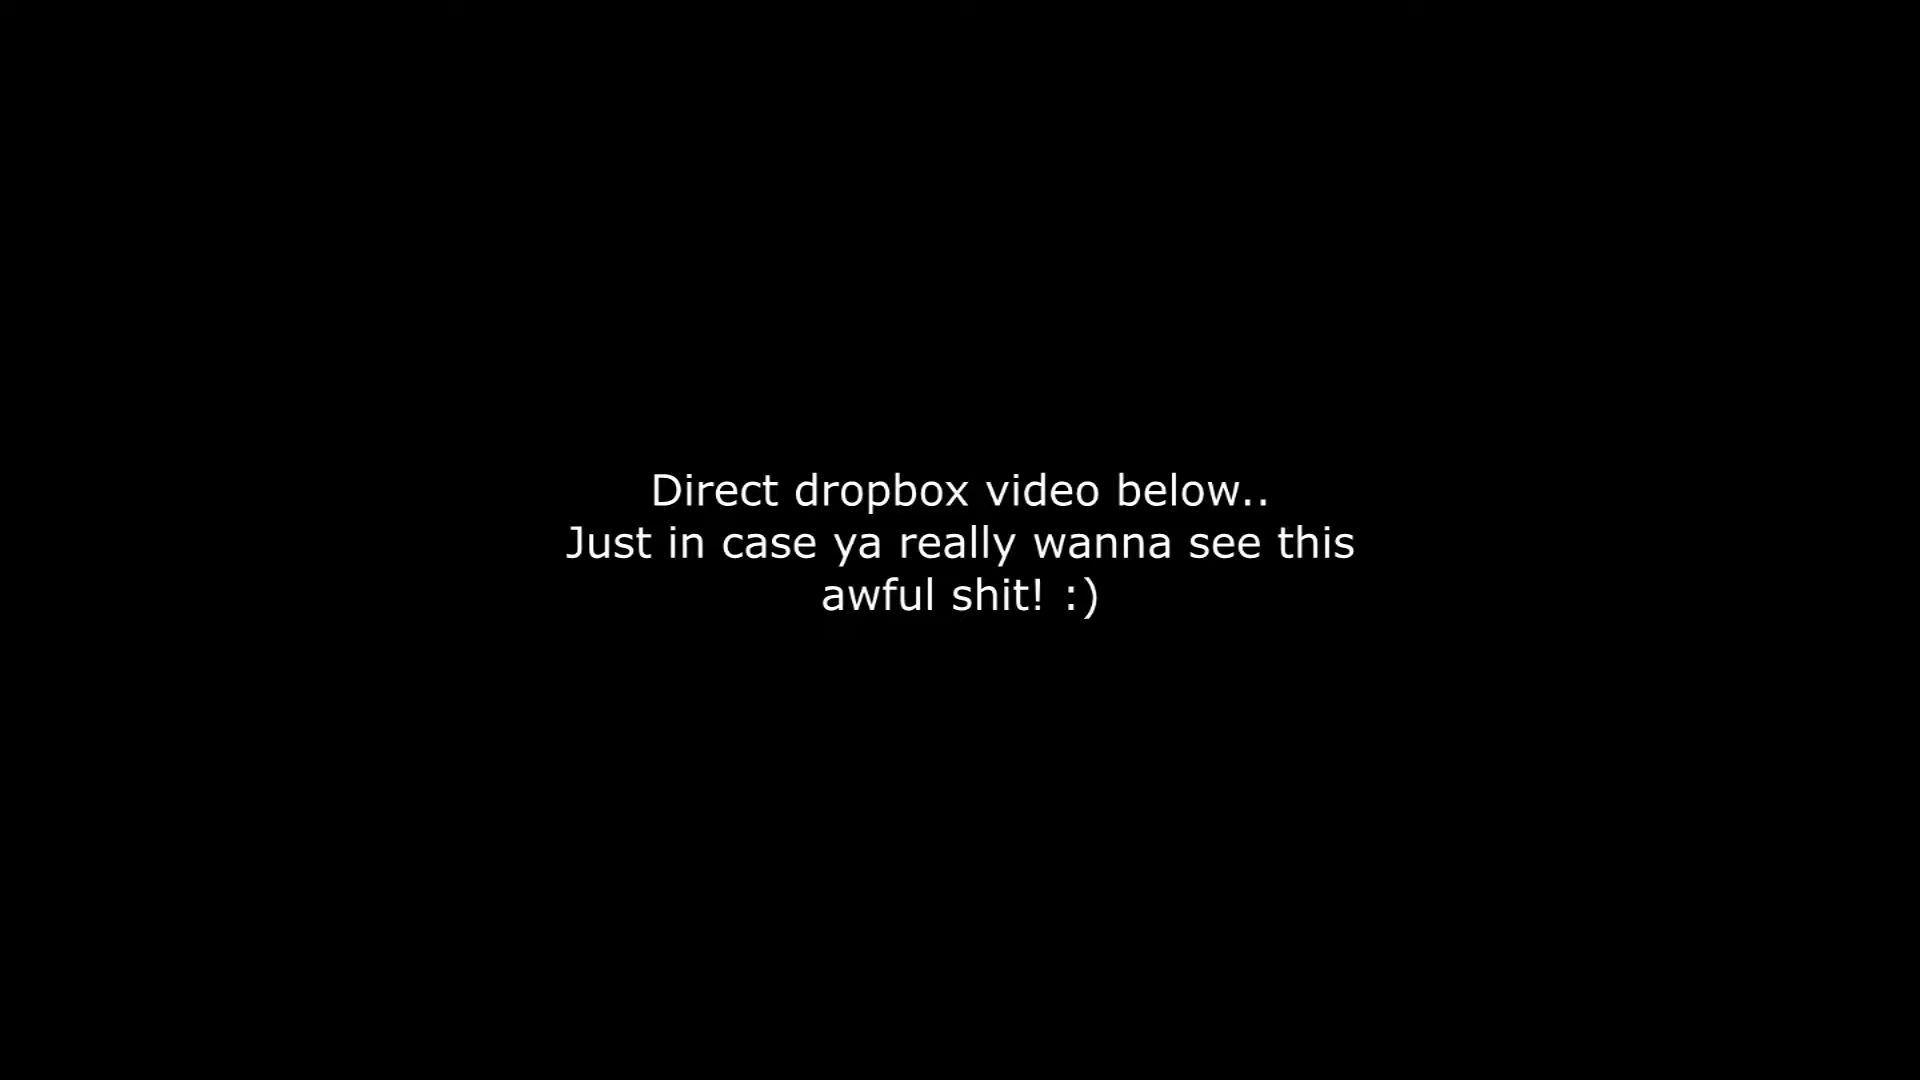 Direct dropbox video below..
Just in case ya really wanna see this
awful shit! :)